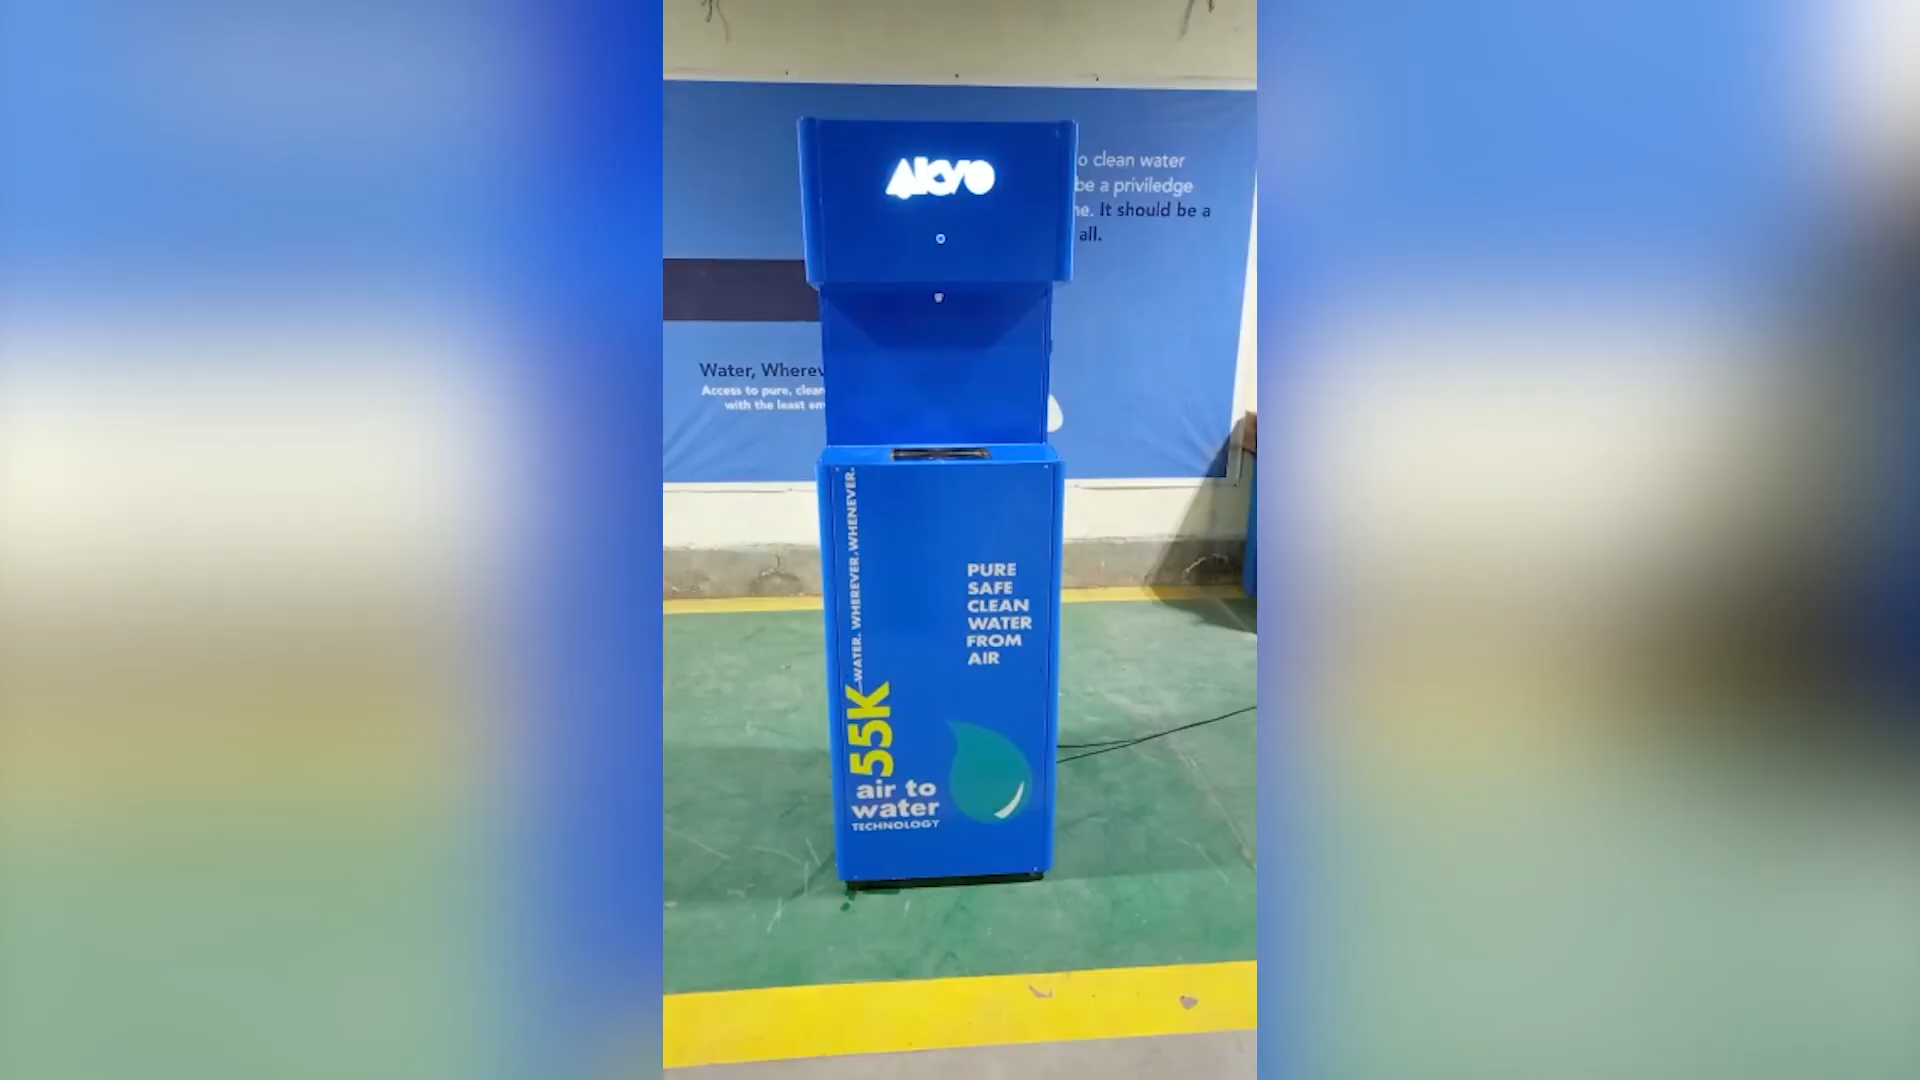 AKVO
o clean water
be a priviledge
ne. It should be a
all.
Water, Wherev
Access to pure, clean
with the least en
WATER. WHEREVER. WHENEVER.
PURE
SAFE
CLEAN
WATER
FROM
AIR
55K
air to
water
TECHNOLOGY